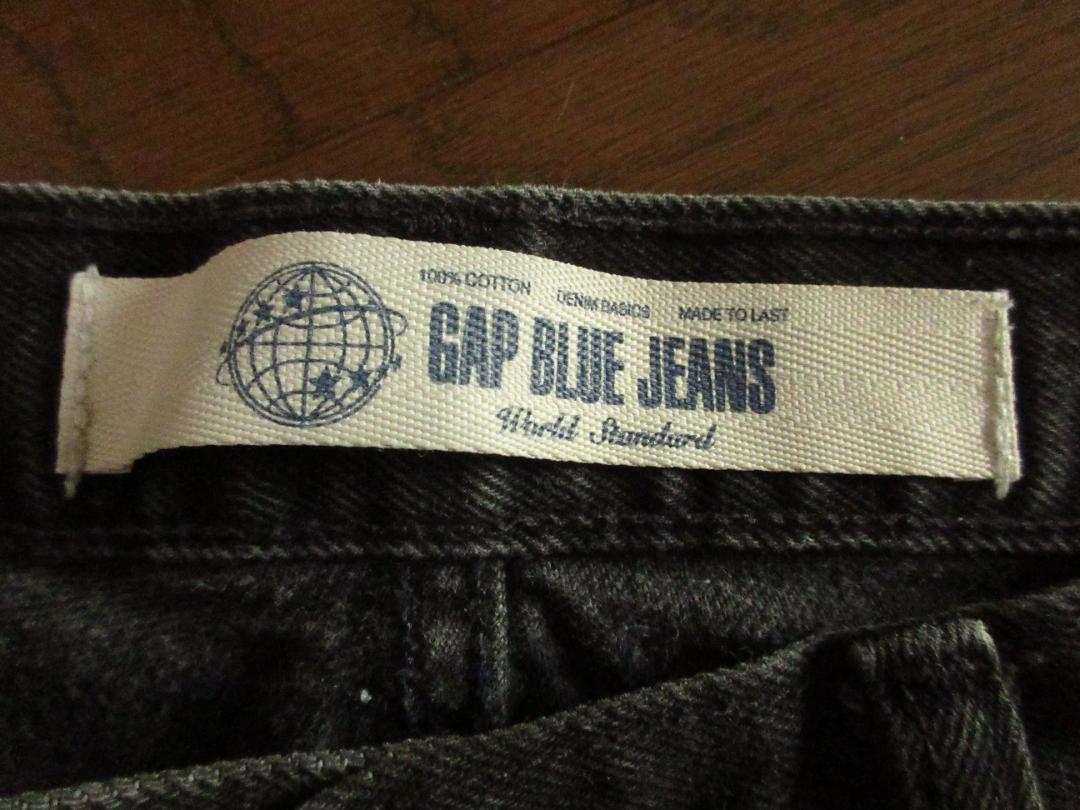 100% COTTON DENIM BASICS MADE TO LAST
GAP BLUE JEANS
World Standard